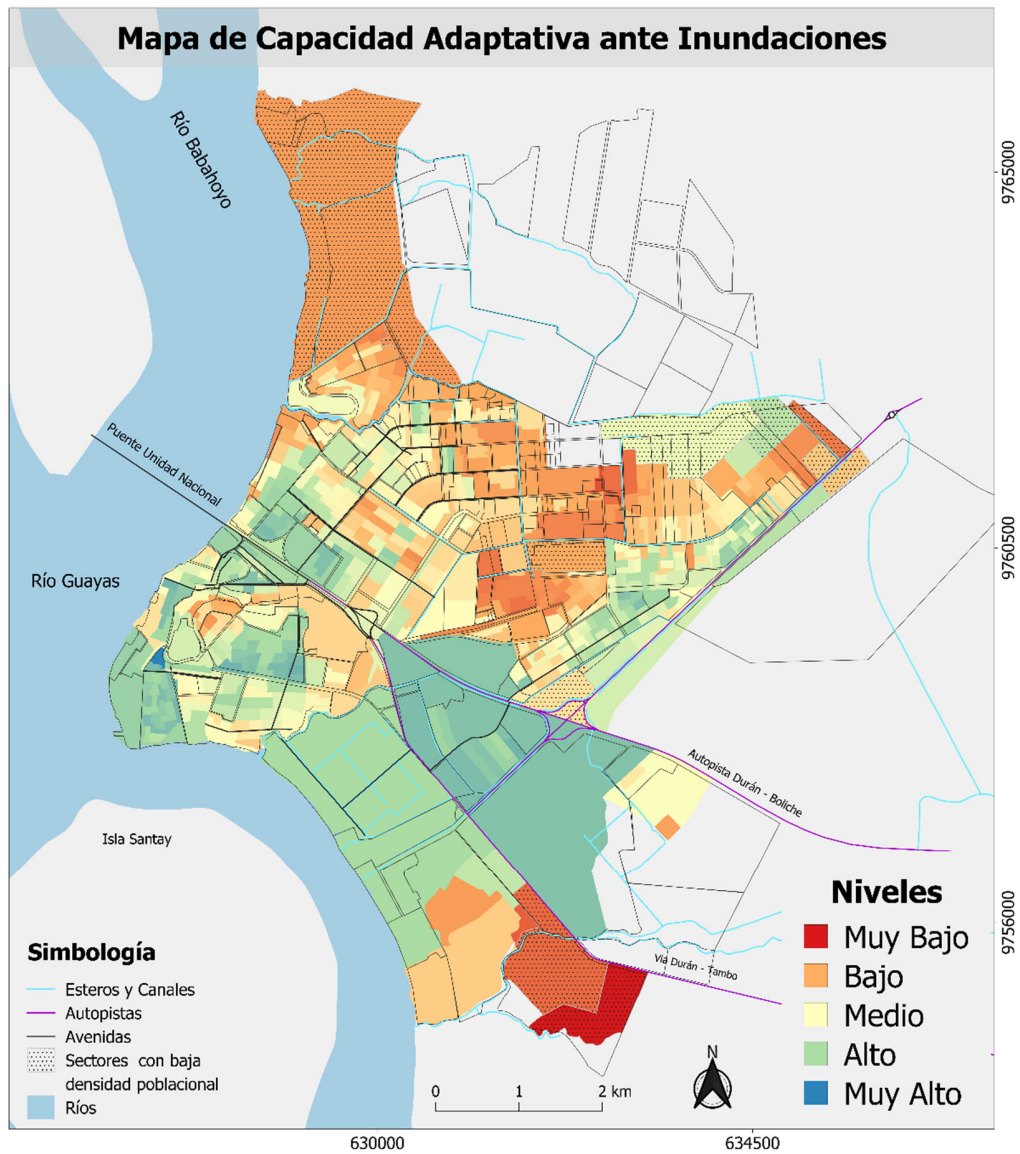 Mapa de Capacidad Adaptativa ante Inundaciones
Río Babahoyo
9765000
Puente Unidad Nacional
9760500
Río Guayas
Autopista Durán - Boliche
Isla Santay
Niveles
Muy Bajo
Bajo
Medio
Alto
Muy Alto
9756000
Via Durán - Tambo
Simbología
Esteros y Canales
Autopistas
Avenidas
Sectores con baja
densidad poblacional
Ríos
N
0 1 2 km
630000 634500